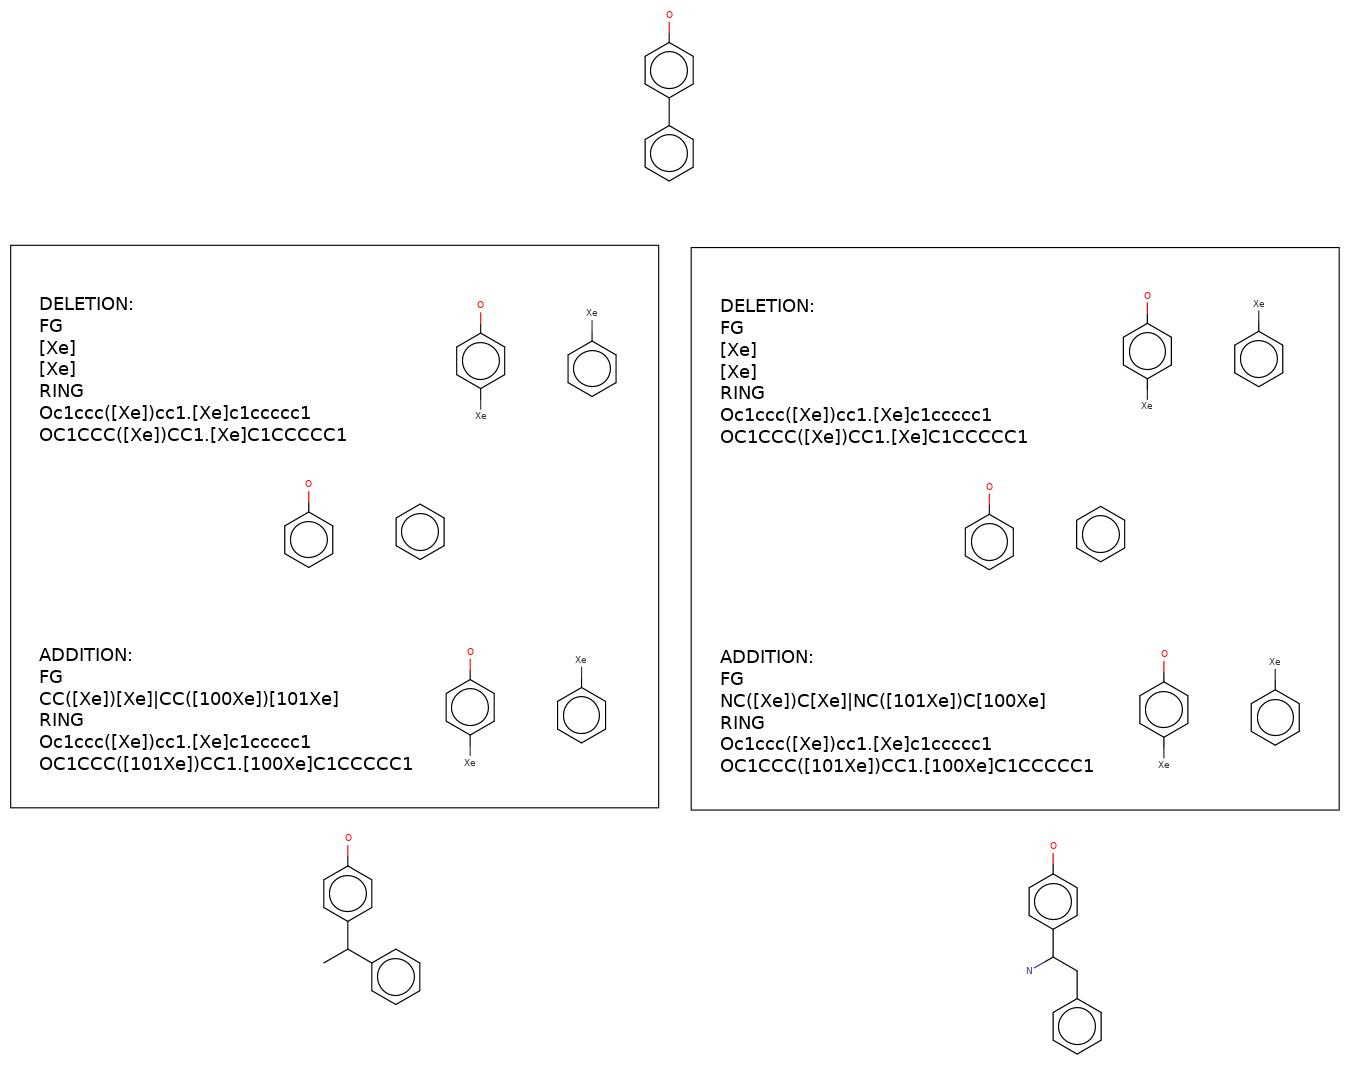 O
DELETION:
FG
[Xe]
[Xe]
RING
Oc1ccc([Xe])cc1.[Xe]c1ccccc1
OC1CCC([Xe])CC1.[Xe]C1CCCCC1
O
Xe
Xe
O
ADDITION:
FG
CC([Xe])[Xe]|CC([100Xe])[101Xe]
RING
Oc1ccc([Xe])cc1.[Xe]c1ccccc1
OC1CCC([101Xe])CC1.[100Xe]C1CCCCC1
O
Xe
Xe
O
DELETION:
FG
[Xe]
[Xe]
RING
Oc1ccc([Xe])cc1.[Xe]c1ccccc1
OC1CCC([Xe])CC1.[Xe]C1CCCCC1
O
Xe
Xe
O
ADDITION:
FG
NC([Xe])C[Xe]|NC([101Xe])C[100Xe]
RING
Oc1ccc([Xe])cc1.[Xe]c1ccccc1
OC1CCC([101Xe])CC1.[100Xe]C1CCCCC1
O
Xe
Xe
O
N